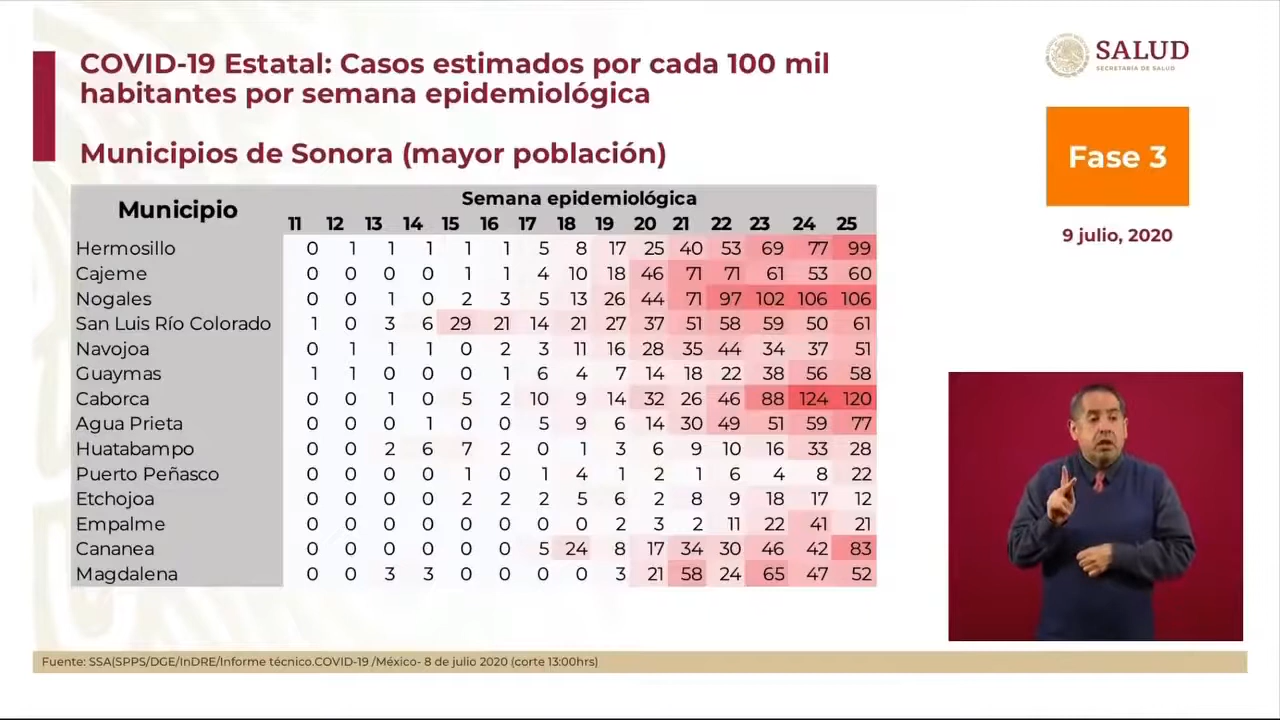 COVID-19 Estatal: Casos estimados por cada 100 mil
habitantes por semana epidemiológica
Municipios de Sonora (mayor población)
SALUD
SECRETARÍA DE SALUD
Fase 3
9 julio, 2020
Municipio
Semana epidemiológica
11 12 13 14 15 16 17 18 19 20 21 22 23 24 25
Hermosillo 0 1 1 1 1 1 5 8 17 25 40 53 69 77 99
Cajeme 0 0 0 0 1 1 4 10 18 46 71 71 61 53 60
Nogales 0 0 1 0 2 3 5 13 26 44 71 97 102 106 106
San Luis Río Colorado 1 0 3 6 29 21 14 21 27 37 51 58 59 50 61
Navojoa 0 1 1 1 0 2 3 11 16 28 35 44 34 37 51
Guaymas 1 1 0 0 0 1 6 4 7 14 18 22 38 56 58
Caborca 0 0 1 0 5 2 10 9 14 32 26 46 88 124 120
Agua Prieta 0 0 0 1 0 0 5 9 6 14 30 49 51 59 77
Huatabampo 0 0 2 6 7 2 0 1 3 6 9 10 16 33 28
Puerto Peñasco 0 0 0 0 1 0 1 4 1 2 1 6 4 8 22
Etchojoa 0 0 0 0 2 2 2 5 6 2 8 9 18 17 12
Empalme 0 0 0 0 0 0 0 0 2 3 2 11 22 41 21
Cananea 0 0 0 0 0 0 5 24 8 17 34 30 46 42 83
Magdalena 0 0 3 3 0 0 0 0 3 21 58 24 65 47 52
Fuente: SSA(SPPS/DGE/InDRE/Informe técnico.COVID-19 /México- 8 de julio 2020 (corte 13:00hrs)